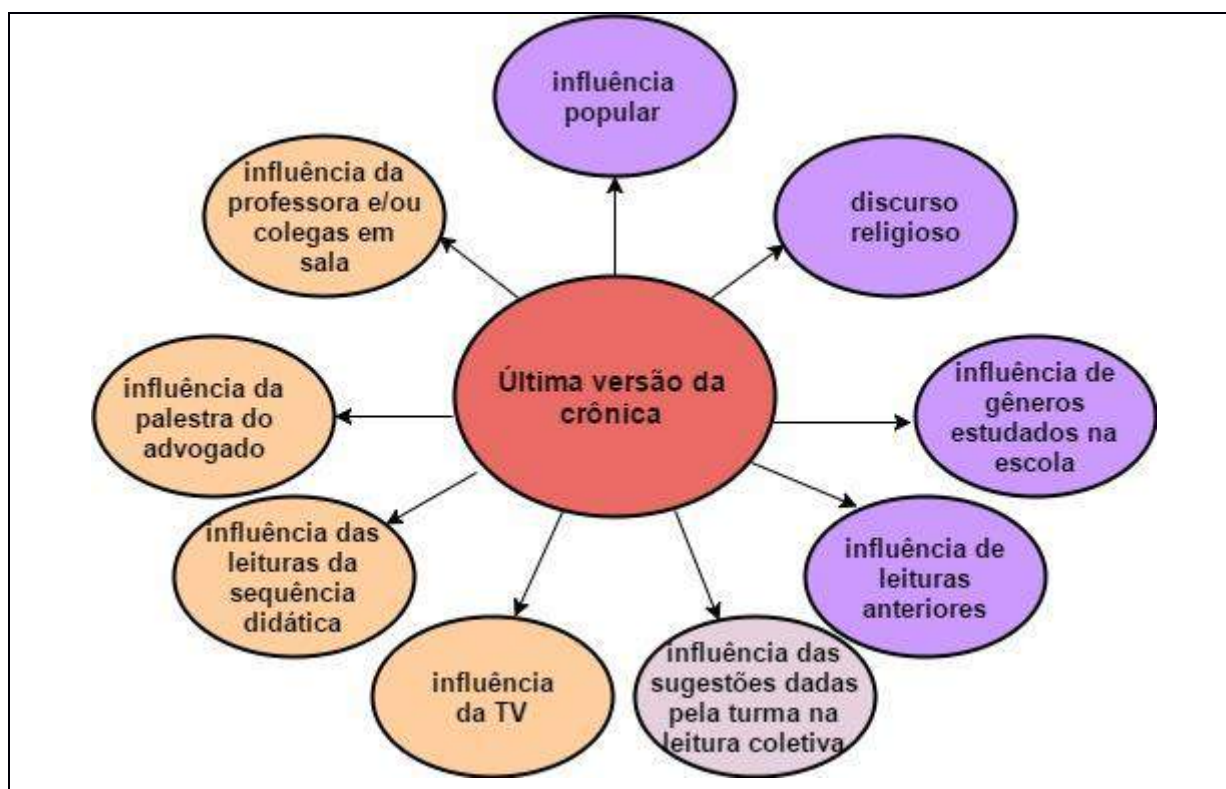 influência
popular
influência da
professora e/ou
colegas em
sala
discurso
religioso
influência da
palestra do
advogado
Última versão da
crônica
influência de
gêneros
estudados na
escola
influência das
leituras da
sequência
didática
influência de
leituras
anteriores
influência
da TV
influência das
sugestões dadas
pela turma na
leitura coletiva